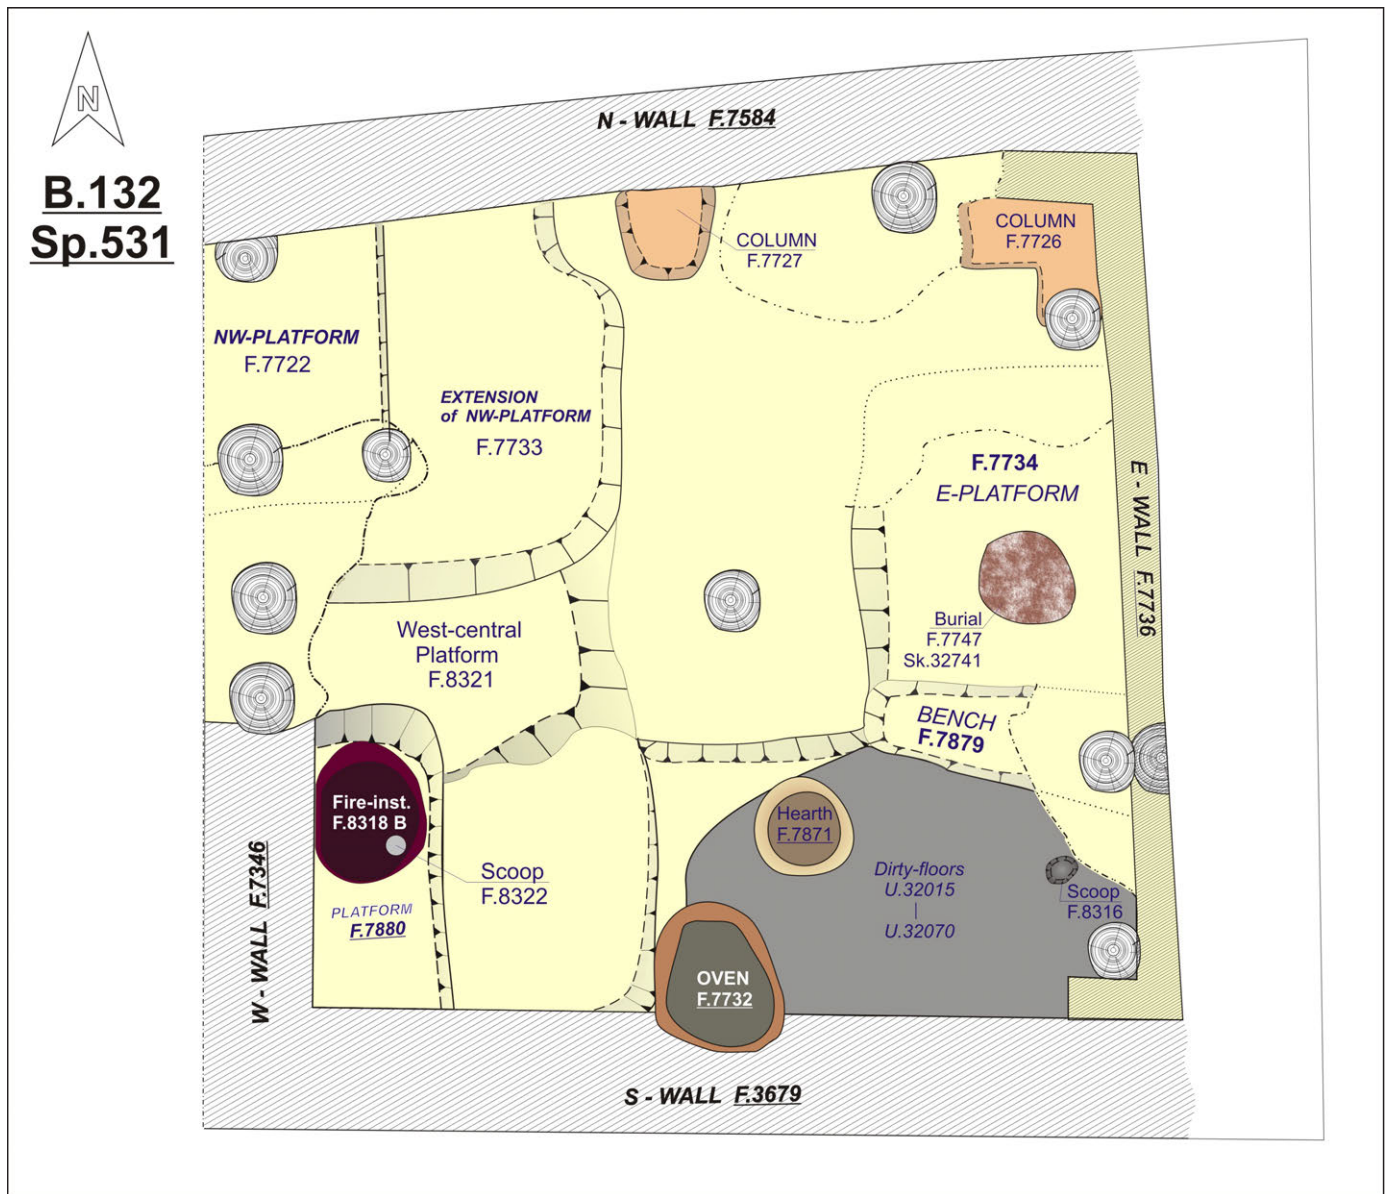 N
B.132
Sp.531
N - WALL F.7584
COLUMN
F.7727
COLUMN
F.7726
NW-PLATFORM
F.7722
EXTENSION
of NW-PLATFORM
F.7733
F.7734
E-PLATFORM
E - WALL F.7736
Burial
F.7747
Sk.32741
West-central
Platform
F.8321
BENCH
F.7879
Fire-inst.
F.8318 B
Hearth
F.7871
Scoop
F.8322
Dirty-floors
U.32015
U.32070
Scoop
F.8316
PLATFORM
F.7880
W - WALL F.7346
OVEN
F.7732
S - WALL F.3679